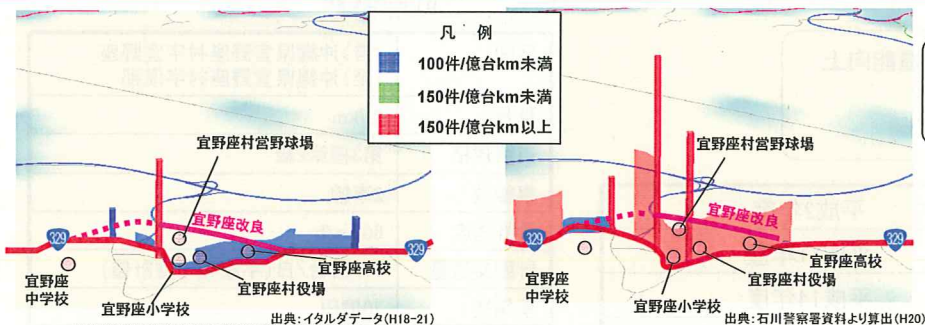 凡 例
100件/億台km未満
150件/億台km未満
150件/億台km以上
宜野座村営野球場
宜野座改良
329
329
宜野座
中学校
宜野座高校
宜野座村役場
宜野座小学校
出典:イタルダデータ(H18-21)
宜野座村営野球場
宜野座改良
329
329
宜野座
中学校
宜野座高校
宜野座村役場
宜野座小学校
出典:石川警察署資料より算出(H20)